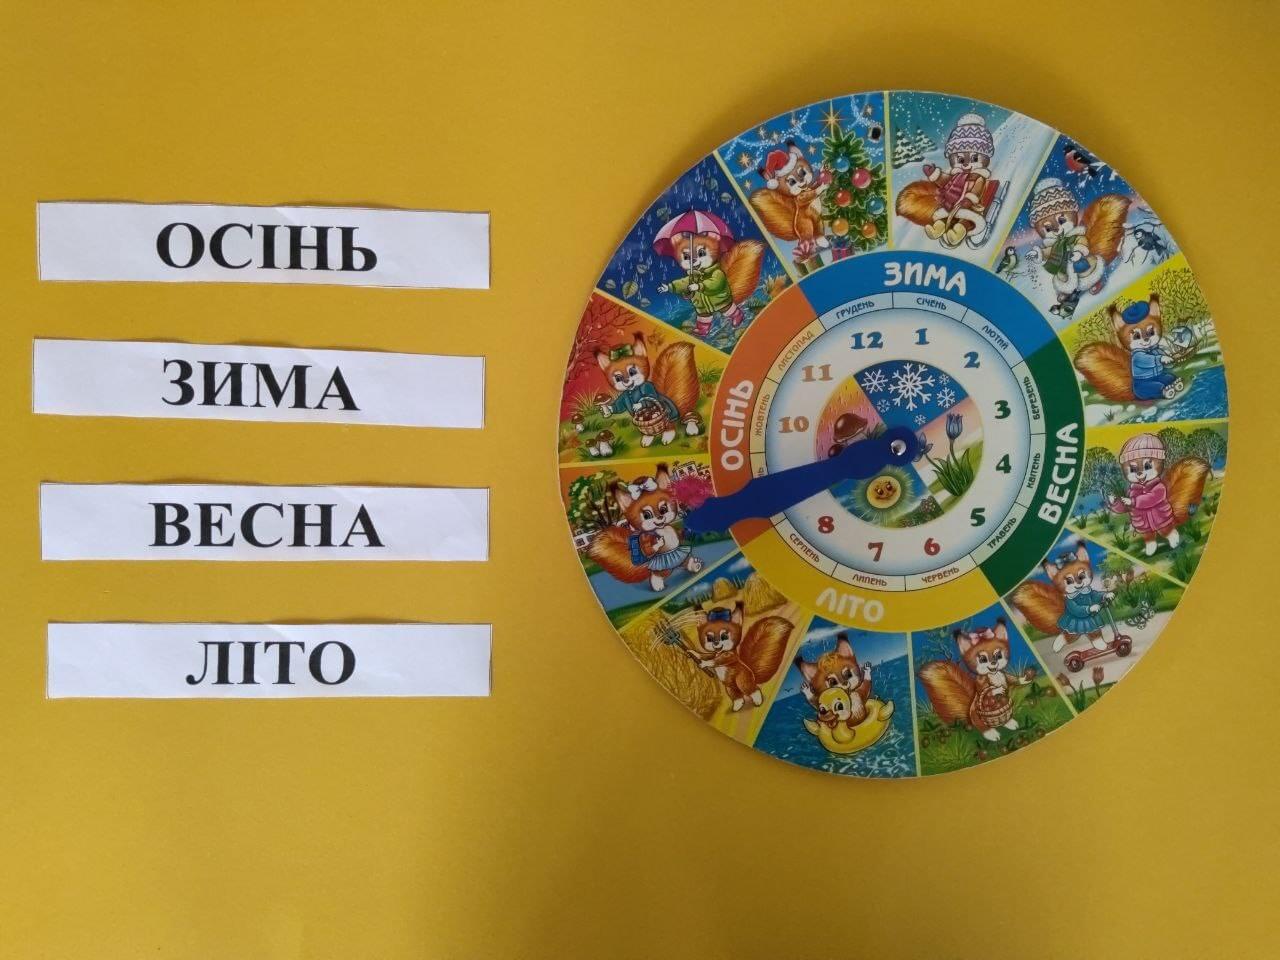 ОСІНЬ
ЗИМА
ВЕСНА
ЛІТО
ЗИМА
ГРУДЕНЬ
СІЧЕНЬ
ЛЮТИЙ
12
1
2
ВЕСНА
БЕРЕЗЕНЬ
КВІТЕНЬ
ТРАВЕНЬ
3
4
5
ЛІТО
ЧЕРВЕНЬ
ЛИПЕНЬ
СЕРПЕНЬ
6
7
8
ОСІНЬ
ЖОВТЕНЬ
ЛИСТОПАД
10
11